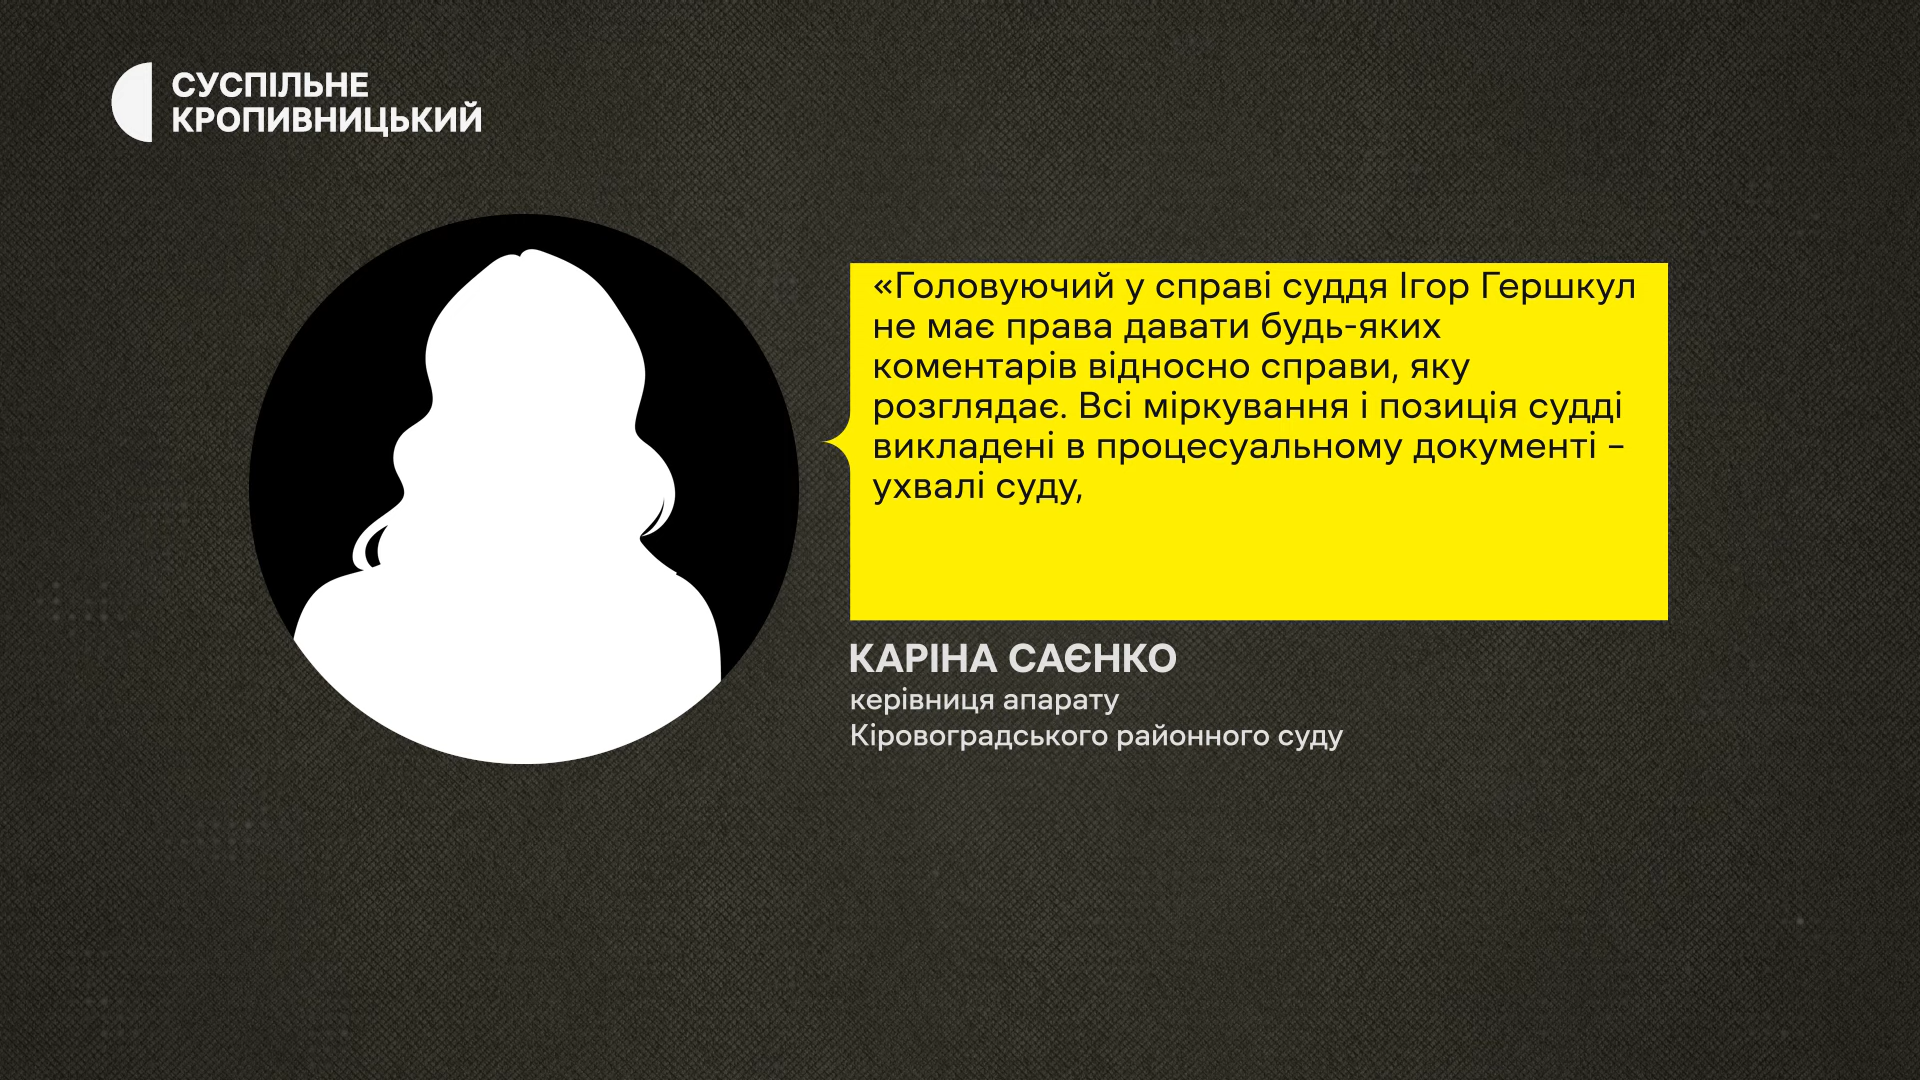 СУСПІЛЬНЕ
КРОПИВНИЦЬКИЙ
«Головуючий у справі суддя Ігор Гершкул
не має права давати будь-яких
коментарів відносно справи, яку
розглядає. Всі міркування і позиція судді
викладені в процесуальному документі –
ухвалі суду,
КАРІНА САЄНКО
керівниця апарату
Кіровоградського районного суду